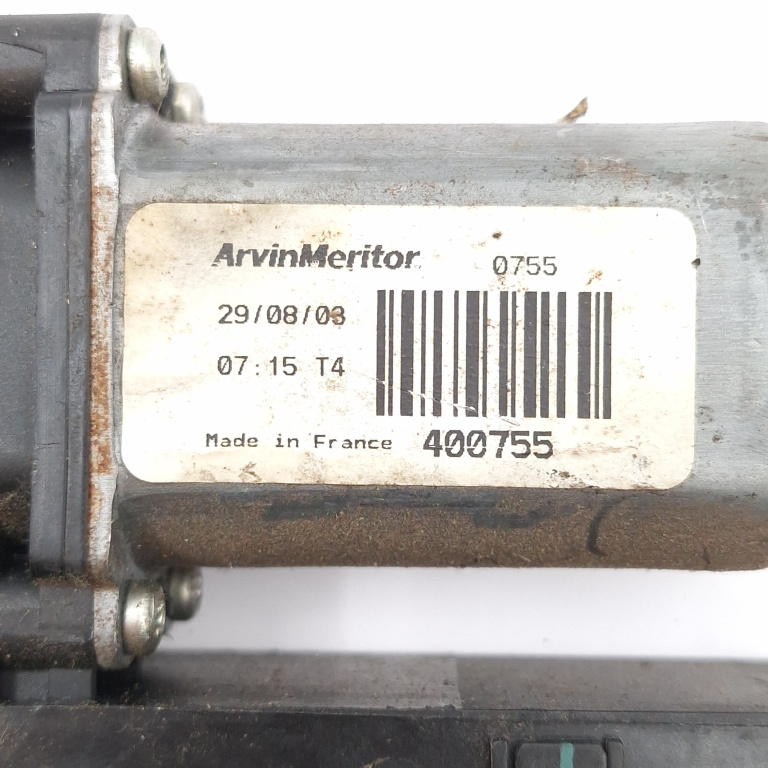 ArvinMeritor 0755
29/08/03
07:15 T4
Made in France 400755